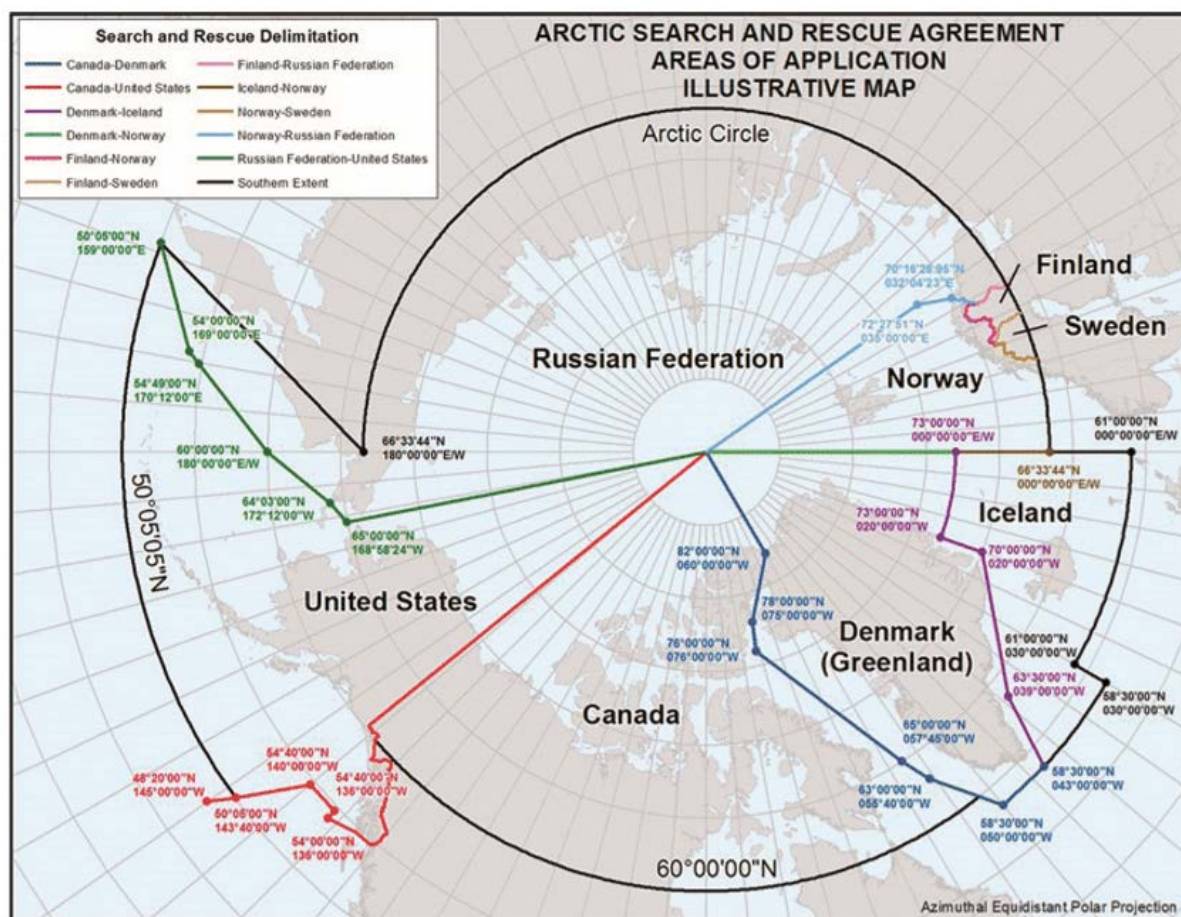 Search and Rescue Delimitation
Canada-Denmark
Canada-United States
Denmark-Iceland
Denmark-Norway
Finland-Norway
Finland-Sweden
Finland-Russian Federation
Iceland-Norway
Norway-Sweden
Norway-Russian Federation
Russian Federation-United States
Southern Extent
ARCTIC SEARCH AND RESCUE AGREEMENT
AREAS OF APPLICATION
ILLUSTRATIVE MAP
Arctic Circle
50°05'00"N
159°00'00"E
54°00'00"N
169°00'00"E
54°49'00"N
170°12'00"E
60°00'00"N
180°00'00"E/W
64°03'00"N
172°12'00"W
65°00'00"N
168°58'24"W
66°33'44"N
180°00'00"E/W
50°05'05"N
Russian Federation
70°16'28.95"N
032°04'23"E
72°27'51"N
035°00'00"E
Finland
Sweden
Norway
73°00'00"N
000°00'00"E/W
61°00'00"N
000°00'00"E/W
66°33'44"N
000°00'00"E/W
Iceland
73°00'00"N
020°00'00"W
70°00'00"N
020°00'00"W
82°00'00"N
060°00'00"W
78°00'00"N
075°00'00"W
76°00'00"N
076°00'00"W
United States
Denmark
(Greenland)
61°00'00"N
030°00'00"W
63°30'00"N
039°00'00"W
58°30'00"N
030°00'00"W
Canada
65°00'00"N
057°45'00"W
63°00'00"N
055°40'00"W
58°30'00"N
043°00'00"W
58°30'00"N
050°00'00"W
54°40'00"N
140°00'00"W
54°40'00"N
136°00'00"W
48°20'00"N
145°00'00"W
50°05'00"N
143°40'00"W
54°00'00"N
136°00'00"W
60°00'00"N
Azimuthal Equidistant Polar Projection